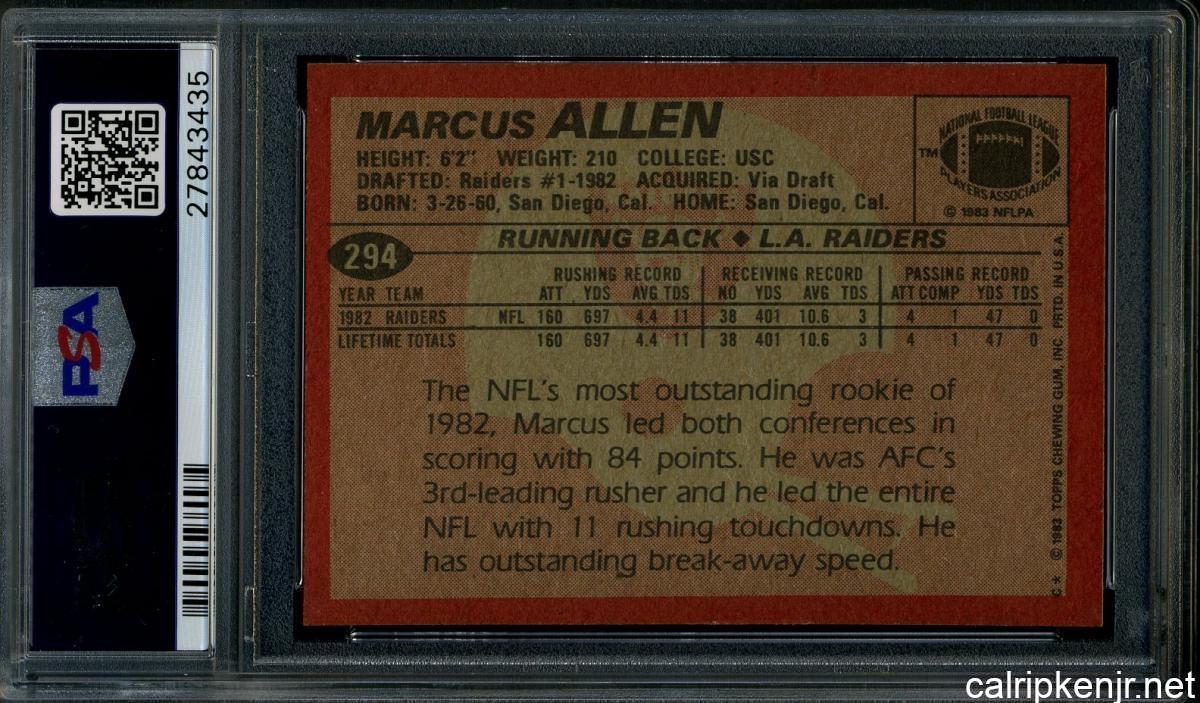 27843435
PSA
MARCUS ALLEN
HEIGHT: 6'2" WEIGHT: 210 COLLEGE: USC
DRAFTED: Raiders #1-1982 ACQUIRED: Via Draft
BORN: 3-26-60, San Diego, Cal. HOME: San Diego, Cal.
TM
NATIONAL FOOTBALL LEAGUE
PLAYERS ASSOCIATION
© 1983 NFLPA
294
RUNNING BACK ◆ L.A. RAIDERS
RUSHING RECORD RECEIVING RECORD PASSING RECORD
YEAR TEAM ATT YDS AVG TDS NO YDS AVG TDS ATT COMP YDS TDS
1982 RAIDERS NFL 160 697 4.4 11 38 401 10.6 3 4 1 47 0
LIFETIME TOTALS 160 697 4.4 11 38 401 10.6 3 4 1 47 0
The NFL's most outstanding rookie of
1982, Marcus led both conferences in
scoring with 84 points. He was AFC's
3rd-leading rusher and he led the entire
NFL with 11 rushing touchdowns. He
has outstanding break-away speed.
C* © 1983 TOPPS CHEWING GUM, INC. PRTD. IN U.S.A.
calripkenjr.net